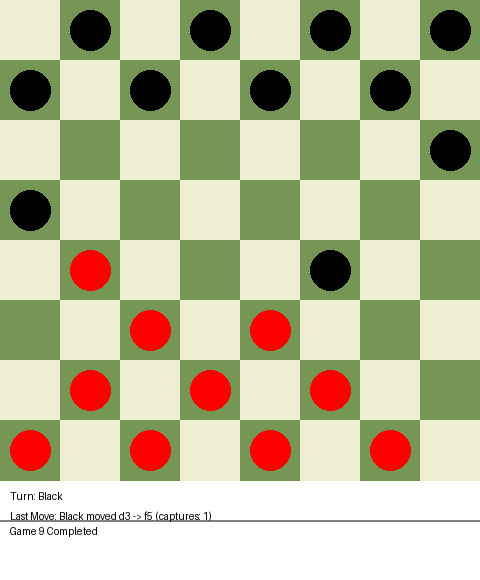 Turn: Black
Last Move: Black moved d3 -> f5 (captures: 1)
Game 9 Completed